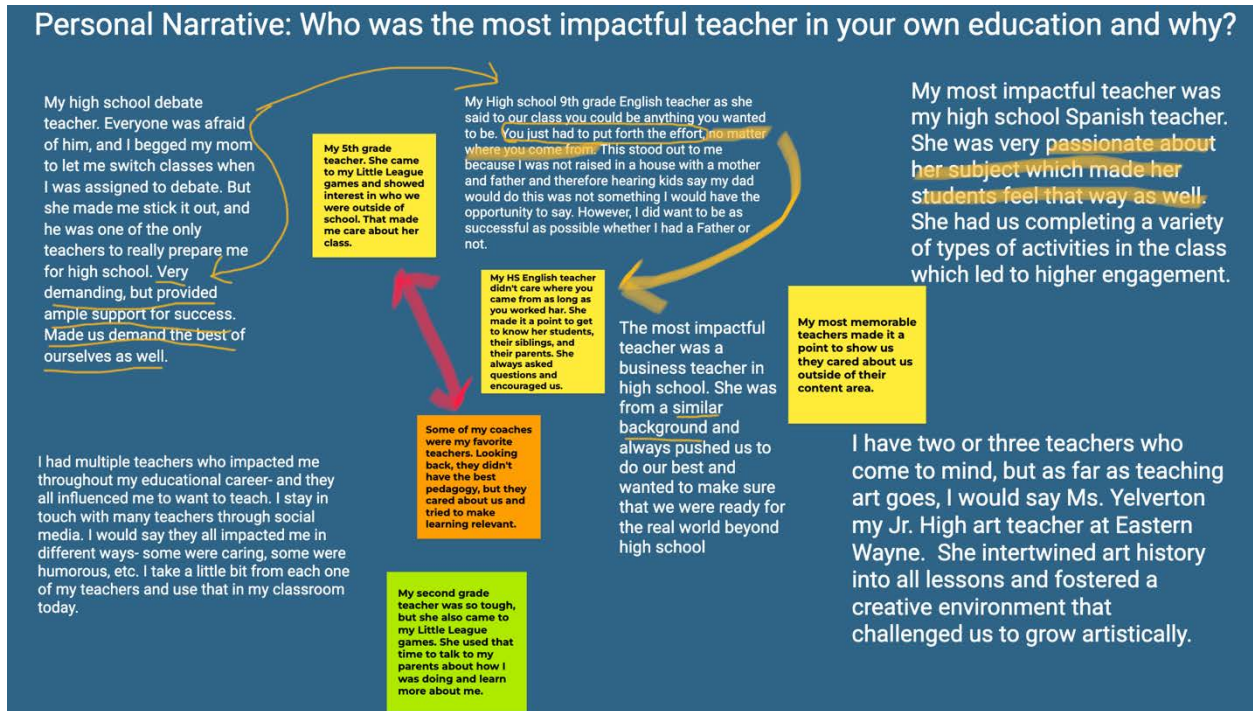 Personal Narrative: Who was the most impactful teacher in your own education and why?
My high school debate
teacher. Everyone was afraid
of him, and I begged my mom
to let me switch classes when
I was assigned to debate. But
she made me stick it out, and
he was one of the only
teachers to really prepare me
for high school. Very
demanding, but provided
ample support for success.
Made us demand the best of
ourselves as well.
My 5th grade
teacher. She came
to my Little League
games and showed
interest in who we
were outside of
school. That made
me care about her
class.
My High school 9th grade English teacher as she
said to our class you could be anything you wanted
to be. You just had to put forth the effort, no matter
where you come from. This stood out to me
because I was not raised in a house with a mother
and father and therefore hearing kids say my dad
would do this was not something I would have the
opportunity to say. However, I did want to be as
successful as possible whether I had a Father or
not.
My most impactful teacher was
my high school Spanish teacher.
She was very passionate about
her subject which made her
students feel that way as well.
She had us completing a variety
of types of activities in the class
which led to higher engagement.
My HS English teacher
didn't care where you
came from as long as
you worked har. She
made it a point to get
to know her students,
their siblings, and
their parents. She
always asked
questions and
encouraged us.
The most impactful
teacher was a
business teacher in
high school. She was
from a similar
background and
always pushed us to
do our best and
wanted to make sure
that we were ready for
the real world beyond
high school
My most memorable
teachers made it a
point to show us
they cared about us
outside of their
content area.
I had multiple teachers who impacted me
throughout my educational career- and they
all influenced me to want to teach. I stay in
touch with many teachers through social
media. I would say they all impacted me in
different ways- some were caring, some were
humorous, etc. I take a little bit from each one
of my teachers and use that in my classroom
today.
Some of my coaches
were my favorite
teachers. Looking
back, they didn't
have the best
pedagogy, but they
cared about us and
tried to make
learning relevant.
I have two or three teachers who
come to mind, but as far as teaching
art goes, I would say Ms. Yelverton
my Jr. High art teacher at Eastern
Wayne. She intertwined art history
into all lessons and fostered a
creative environment that
challenged us to grow artistically.
My second grade
teacher was so tough,
but she also came to
my Little League
games. She used that
time to talk to my
parents about how I
was doing and learn
more about me.